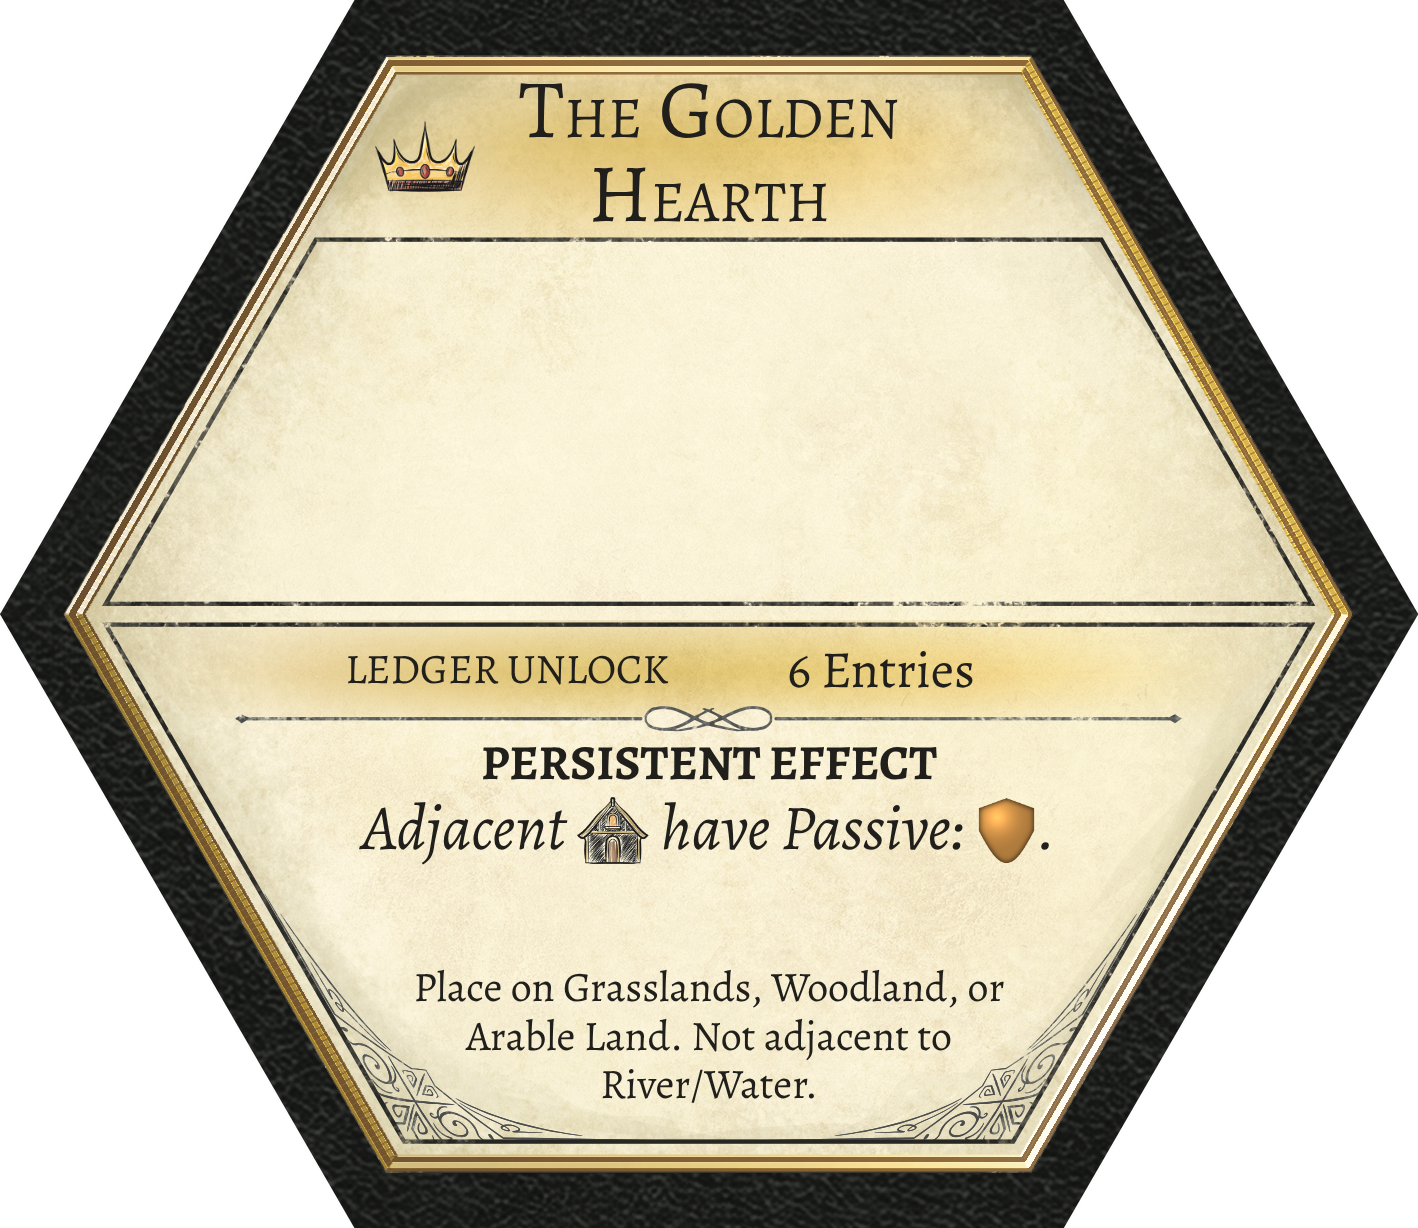 The Golden
Hearth
LEDGER UNLOCK 6 Entries
PERSISTENT EFFECT
Adjacent have Passive: .
Place on Grasslands, Woodland, or
Arable Land. Not adjacent to
River/Water.